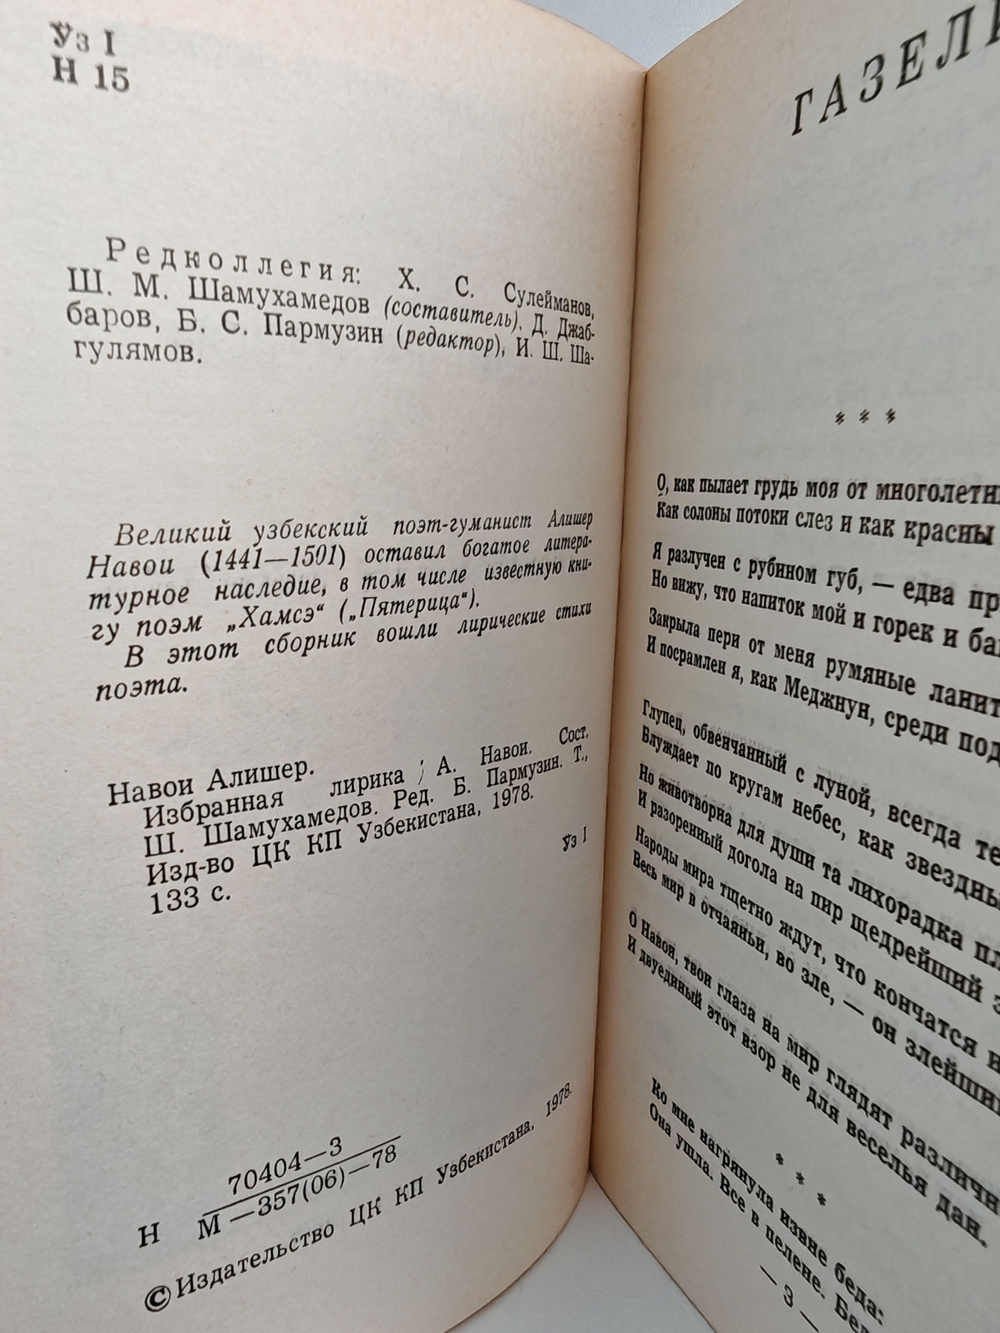 Уз I
Н 15
Редколлегия: Х. С. Сулейманов,
Ш. М. Шамухамедов (составитель), Д. Джаб-
баров, Б. С. Пармузин (редактор), И. Ш. Ша-
гулямов.
Великий узбекский поэт-гуманист Алишер
Навои (1441—1501) оставил богатое литера-
турное наследие, в том числе известную кни-
гу поэм „Хамсэ“ („Пятерица“).
В этот сборник вошли лирические стихи
поэта.
Навои Алишер.
Избранная лирика / А. Навои. Сост.
Ш. Шамухамедов. Ред. Б. Пармузин. Т.,
Изд-во ЦК КП Узбекистана, 1978.
133 с.
Уз I
Н 70404—3
М—357(06)—78
© Издательство ЦК КП Узбекистана, 1978.
ГАЗЕЛ
* * *
О, как пылает грудь моя от многолетн
Как солоны потоки слез и как красны
Я разлучен с рубином губ, — едва пр
Но вижу, что напиток мой и горек и ба
Закрыла пери от меня румяные ланит
И посрамлен я, как Меджнун, среди под
Глупец, обвенчанный с луной, всегда те
Блуждает по кругам небес, как звездны
Но животворна для души та лихорадка пл
И разоренный догола на пир щедрейший з
Народы мира тщетно ждут, что кончатся н
Весь мир в отчаяньи, во зле, — он злейший
О Навои, твои глаза на мир глядят различн
И двуединый этот взор не для веселья дан.
* * *
Ко мне нагрянула извне беда:
Она ушла. Все в пелене. Бел
— 3 —